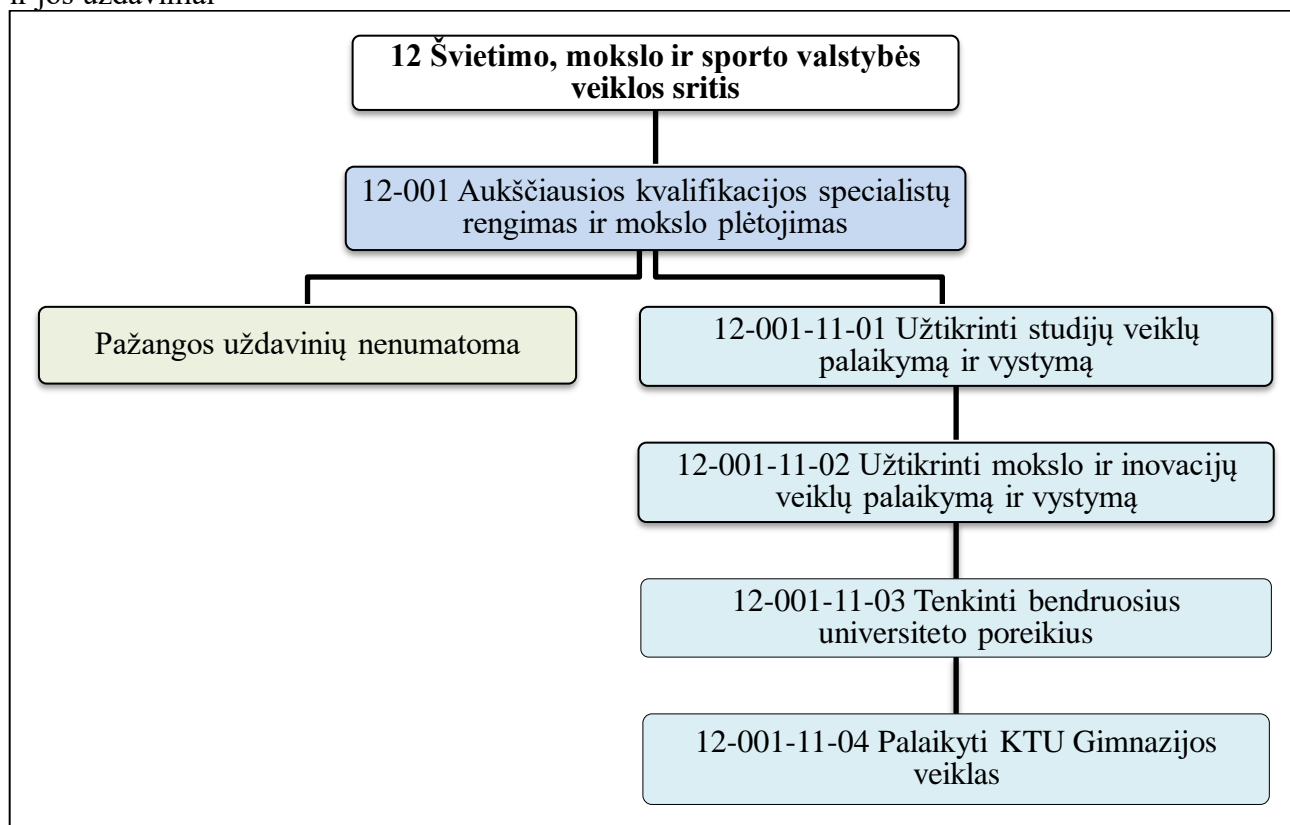 ir jos uždaviniai
12 Švietimo, mokslo ir sporto valstybės
veiklos sritis
12-001 Aukščiausios kvalifikacijos specialistų
rengimas ir mokslo plėtojimas
Pažangos uždavinių nenumatoma
12-001-11-01 Užtikrinti studijų veiklų
palaikymą ir vystymą
12-001-11-02 Užtikrinti mokslo ir inovacijų
veiklų palaikymą ir vystymą
12-001-11-03 Tenkinti bendruosius
universiteto poreikius
12-001-11-04 Palaikyti KTU Gimnazijos
veiklas